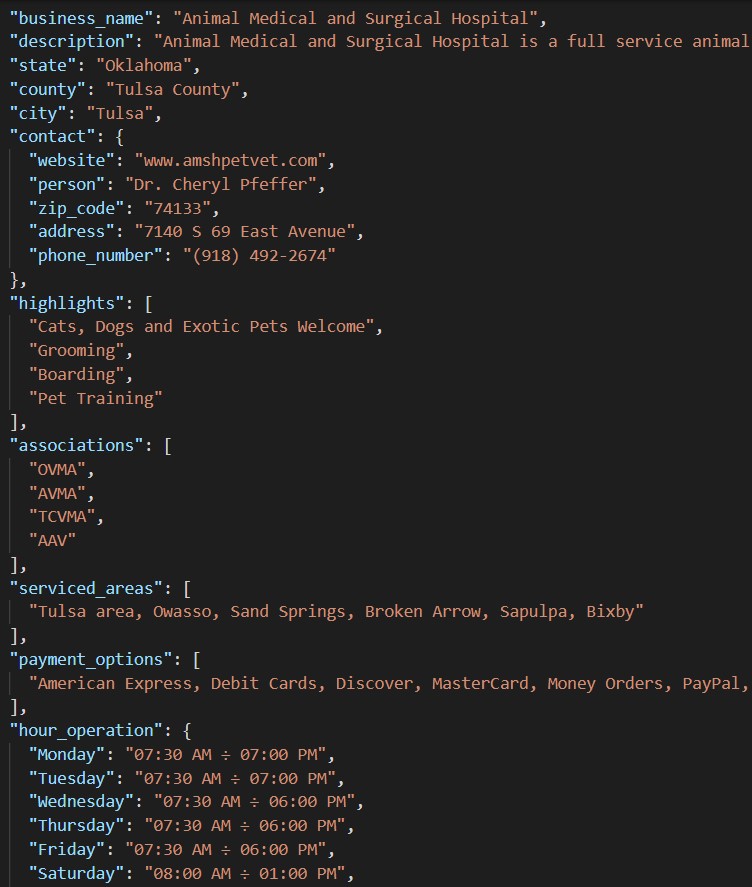 "business_name": "Animal Medical and Surgical Hospital",
"description": "Animal Medical and Surgical Hospital is a full service animal
"state": "Oklahoma",
"county": "Tulsa County",
"city": "Tulsa",
"contact": {
"website": "www.amshpetvet.com",
"person": "Dr. Cheryl Pfeffer",
"zip_code": "74133",
"address": "7140 S 69 East Avenue",
"phone_number": "(918) 492-2674"
},
"highlights": [
"Cats, Dogs and Exotic Pets Welcome",
"Grooming",
"Boarding",
"Pet Training"
],
"associations": [
"OVMA",
"AVMA",
"TCVMA",
"AAV"
],
"serviced_areas": [
"Tulsa area, Owasso, Sand Springs, Broken Arrow, Sapulpa, Bixby"
],
"payment_options": [
"American Express, Debit Cards, Discover, MasterCard, Money Orders, PayPal,
],
"hour_operation": {
"Monday": "07:30 AM ÷ 07:00 PM",
"Tuesday": "07:30 AM ÷ 07:00 PM",
"Wednesday": "07:30 AM ÷ 06:00 PM",
"Thursday": "07:30 AM ÷ 06:00 PM",
"Friday": "07:30 AM ÷ 06:00 PM",
"Saturday": "08:00 AM ÷ 01:00 PM",